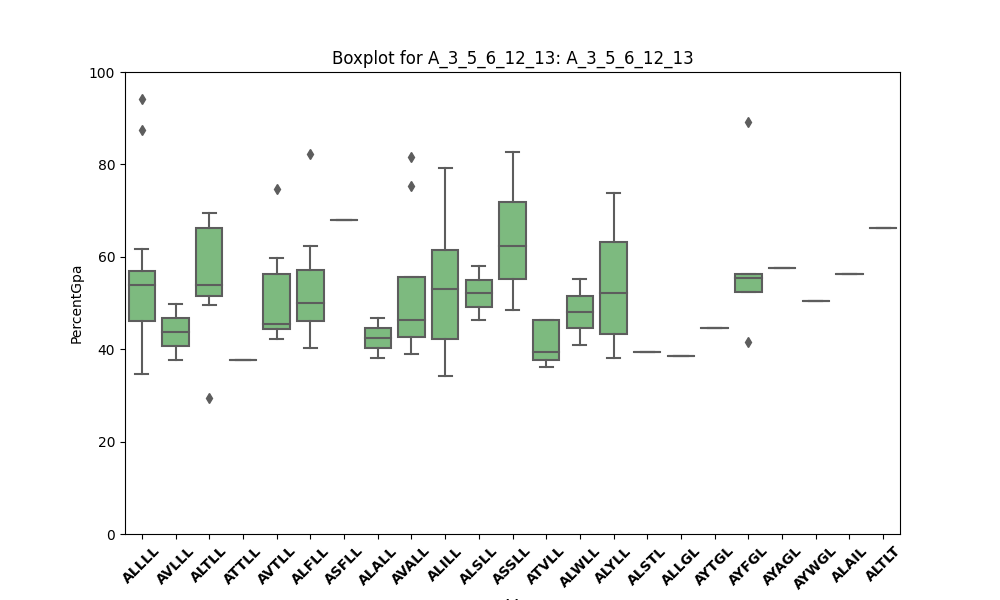 Boxplot for A_3_5_6_12_13: A_3_5_6_12_13
100
80
60
40
20
0
PercentGpa
ALLLL
AVLLL
ALTLL
ATTLL
AVTLL
ALFLL
ASFLL
ALALL
AVALL
ALILL
ALSLL
ASSLL
ATVLL
ALWLL
ALYLL
ALSTL
ALLGL
AYTGL
AYFGL
AYAGL
AYWGL
ALAIL
ALTLT